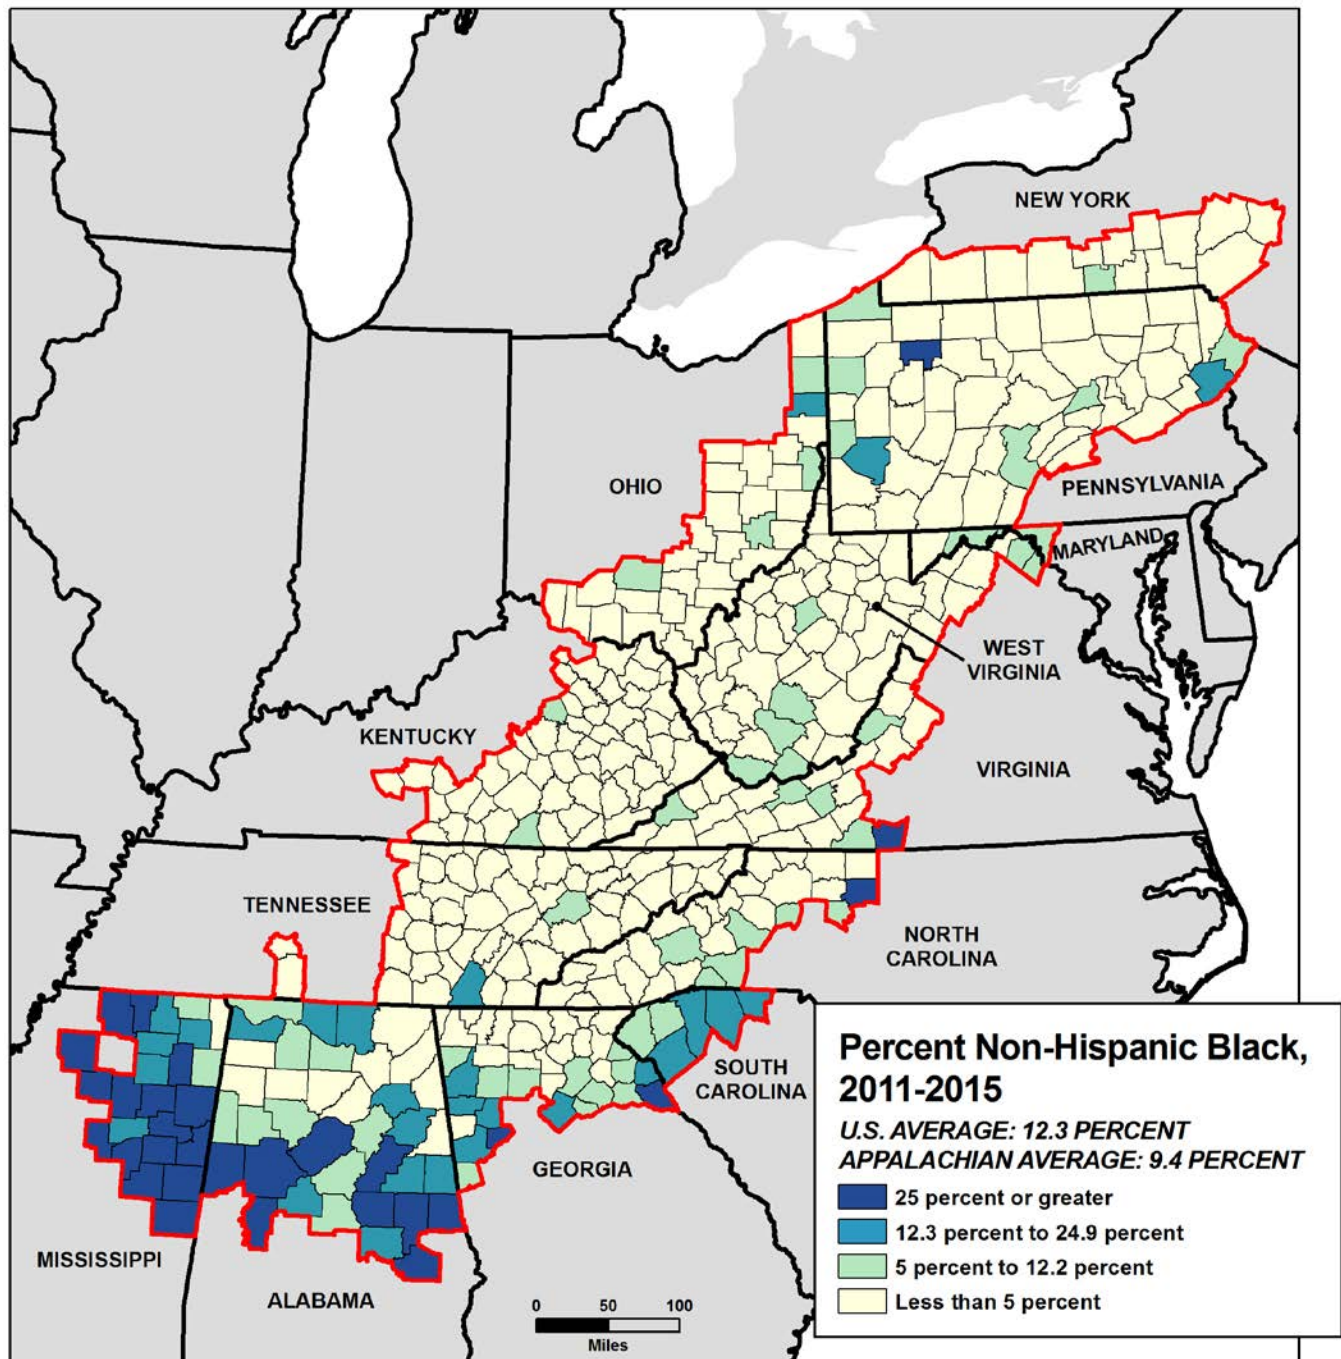 NEW YORK
OHIO
PENNSYLVANIA
MARYLAND
WEST
VIRGINIA
KENTUCKY
VIRGINIA
TENNESSEE
NORTH
CAROLINA
SOUTH
CAROLINA
GEORGIA
MISSISSIPPI
ALABAMA
0 50 100
Miles
Percent Non-Hispanic Black,
2011-2015
U.S. AVERAGE: 12.3 PERCENT
APPALACHIAN AVERAGE: 9.4 PERCENT
25 percent or greater
12.3 percent to 24.9 percent
5 percent to 12.2 percent
Less than 5 percent